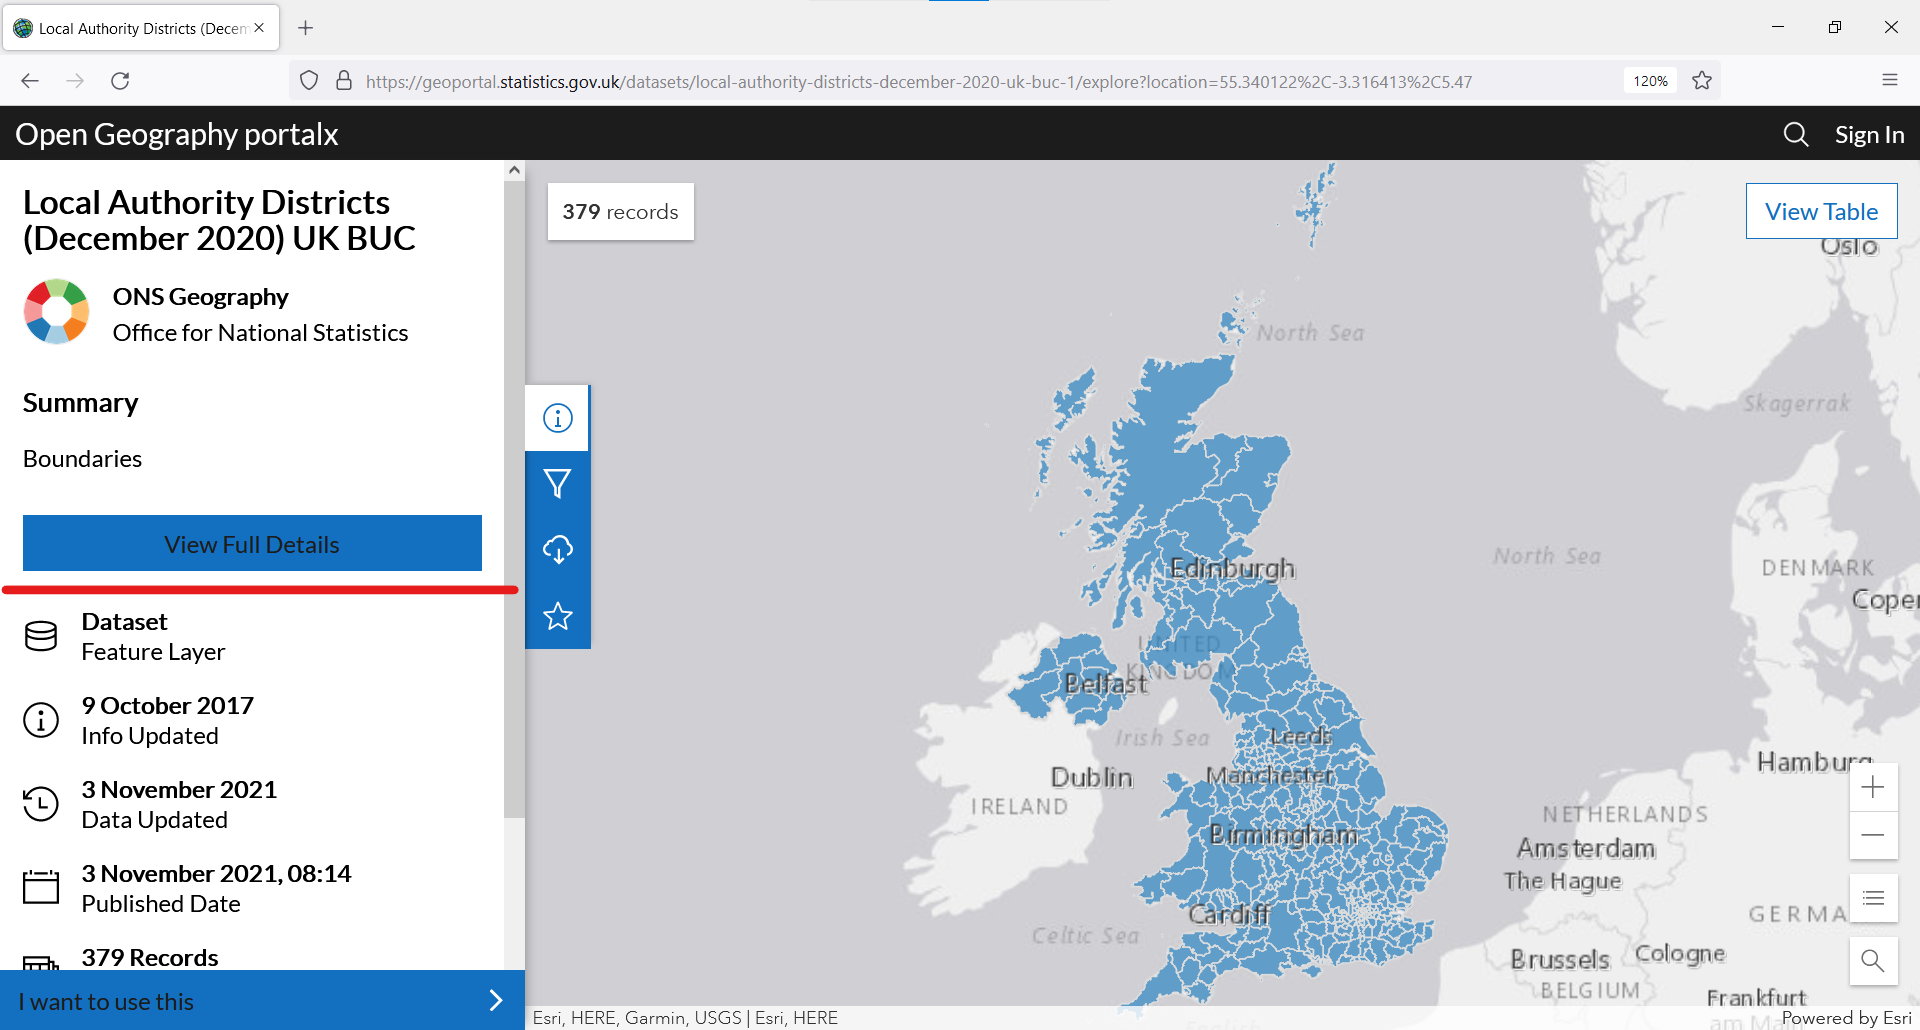 Local Authority Districts (Decem
https://geoportal.statistics.gov.uk/datasets/local-authority-districts-december-2020-uk-buc-1/explore?location=55.340122%2C-3.316413%2C5.47
120%
Open Geography portalx
Sign In
Local Authority Districts
(December 2020) UK BUC
ONS Geography
Office for National Statistics
Summary
Boundaries
View Full Details
Dataset
Feature Layer
9 October 2017
Info Updated
3 November 2021
Data Updated
3 November 2021, 08:14
Published Date
379 Records
I want to use this
379 records
View Table
Oslo
North Sea
Skagerrak
North Sea
Edinburgh
DENMARK
Copen
UNITED
KINGDOM
Belfast
Irish Sea
Leeds
Dublin
Manchester
Hamburg
IRELAND
NETHERLANDS
Birmingham
Amsterdam
The Hague
Cardiff
GERMA
Celtic Sea
Brussels
Cologne
BELGIUM
Frankfurt
am Main
English
Esri, HERE, Garmin, USGS | Esri, HERE
Powered by Esri